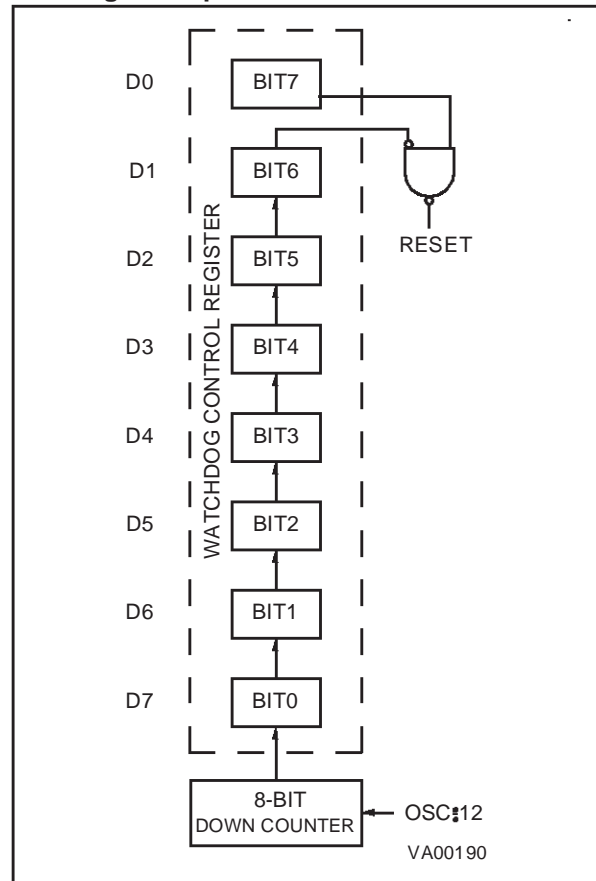 D0 BIT7
D1 BIT6
RESET
D2 BIT5
D3 BIT4
D4 BIT3
D5 BIT2
D6 BIT1
D7 BIT0
WATCHDOG CONTROL REGISTER
8-BIT
DOWN COUNTER
OSC:12
VA00190